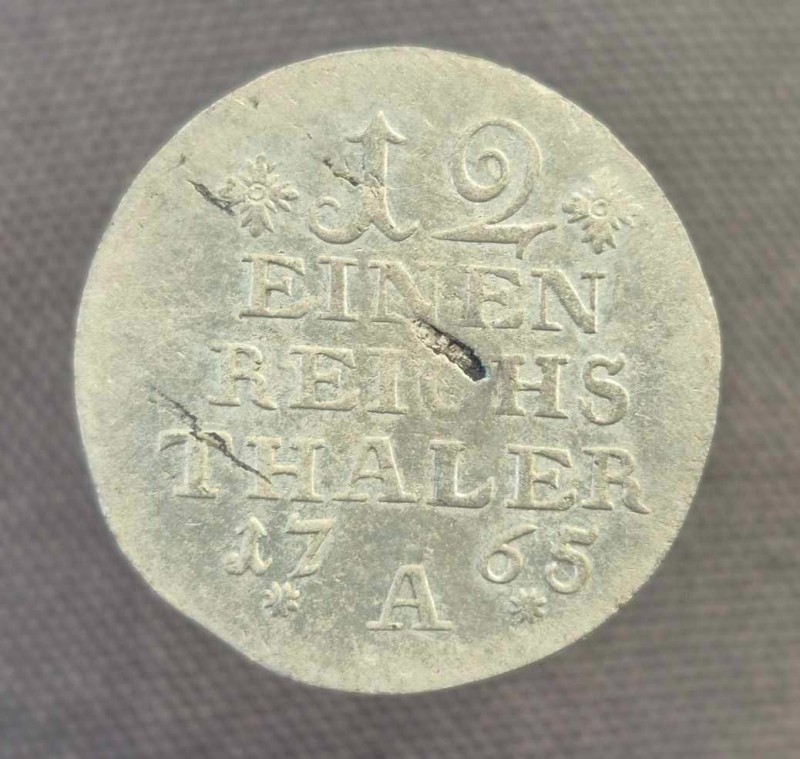 12
EINEN
REICHS
THALER
1765
A